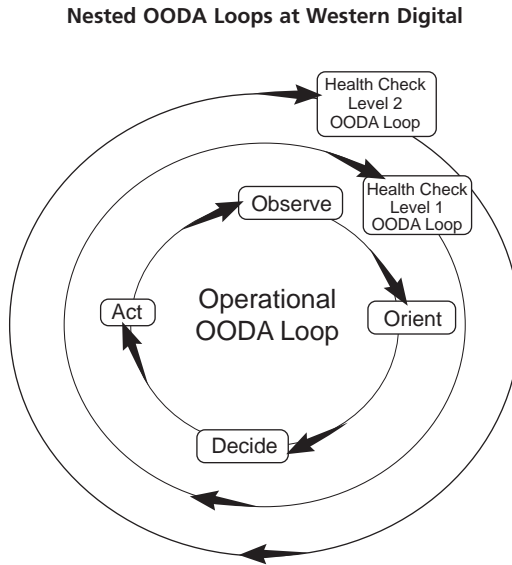 Nested OODA Loops at Western Digital
Health Check
Level 2
OODA Loop
Health Check
Level 1
OODA Loop
Observe
Operational
OODA Loop
Act
Orient
Decide